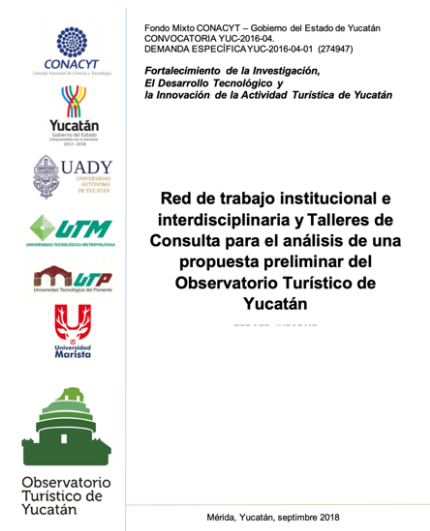 Fondo Mixto CONACYT – Gobierno del Estado de Yucatán
CONVOCATORIA YUC-2016-04.
DEMANDA ESPECÍFICAYUC-2016-04-01 (274947)
Fortalecimiento de la Investigación,
El Desarrollo Tecnológico y
la Innovación de la Actividad Turística de Yucatán
CONACYT
Consejo Nacional de Ciencia y Tecnología
Yucatán
Gobierno del Estado
2012 - 2018
UADY
UNIVERSIDAD
AUTÓNOMA
DE YUCATÁN
UTM
UNIVERSIDAD TECNOLÓGICA METROPOLITANA
UTP
Universidad Tecnológica del Poniente
Universidad
Marista
Red de trabajo institucional e
interdisciplinaria y Talleres de
Consulta para el análisis de una
propuesta preliminar del
Observatorio Turístico de
Yucatán
Observatorio
Turístico de
Yucatán
Mérida, Yucatán, septimbre 2018